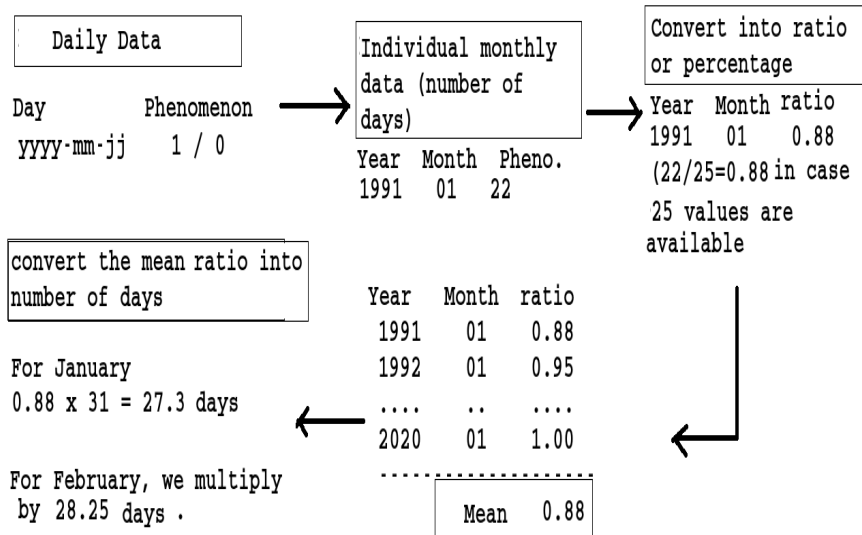 Daily Data
Day Phenomenon
yyyy-mm-jj 1 / 0
Individual monthly
data (number of
days)
Year Month Pheno.
1991 01 22
Convert into ratio
or percentage
Year Month ratio
1991 01 0.88
(22/25=0.88 in case
25 values are
available
Year Month ratio
1991 01 0.88
1992 01 0.95
.... .. ....
2020 01 1.00
----------------------
Mean 0.88
convert the mean ratio into
number of days
For January
0.88 x 31 = 27.3 days
For February, we multiply
by 28.25 days .